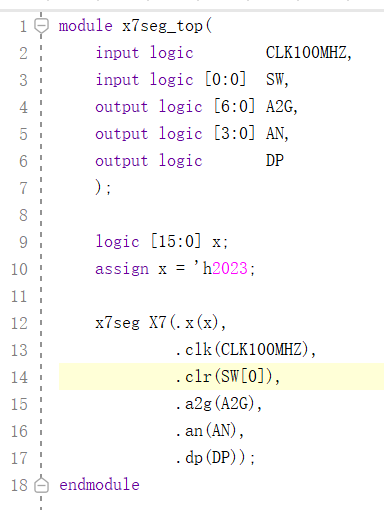 1 module x7seg_top(
2     input logic        CLK100MHZ,
3     input logic [0:0]  SW,
4     output logic [6:0] A2G,
5     output logic [3:0] AN,
6     output logic       DP
7     );
8
9     logic [15:0] x;
10     assign x = 'h2023;
11
12     x7seg X7(.x(x),
13              .clk(CLK100MHZ),
14              .clr(SW[0]),
15              .a2g(A2G),
16              .an(AN),
17              .dp(DP));
18 endmodule